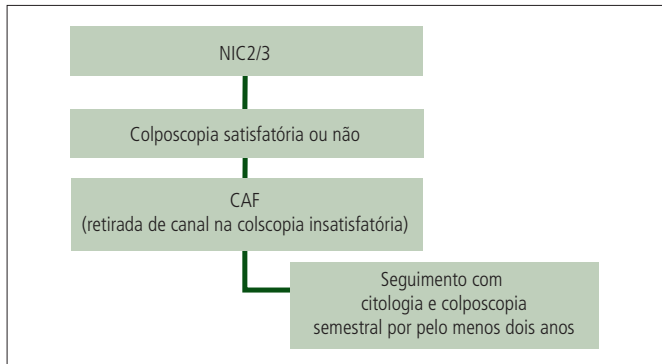 NIC2/3
Colposcopia satisfatória ou não
CAF
(retirada de canal na colscopia insatisfatória)
Seguimento com
citologia e colposcopia
semestral por pelo menos dois anos